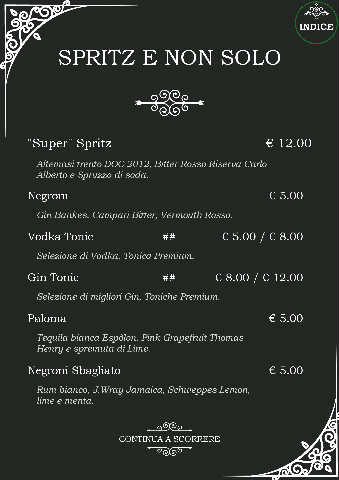 INDICE
SPRITZ E NON SOLO
"Super" Spritz € 12.00
Altemasi trento DOC 2012, Bitter Rosso Riserva Carlo
Alberto e Spruzzo di soda.
Negroni € 5.00
Gin Bankes, Campari Bitter, Vermouth Rosso.
Vodka Tonic ## € 5.00 / € 8.00
Selezione di Vodka, Tonica Premium.
Gin Tonic ## € 8.00 / € 12.00
Selezione di migliori Gin, Toniche Premium.
Paloma € 5.00
Tequila bianca Espolon, Pink Grapefruit Thomas
Henry e spremuta di Lime.
Negroni Sbagliato € 5.00
Rum bianco, J.Wray Jamaica, Schweppes Lemon,
lime e menta.
CONTINUA A SCORRERE